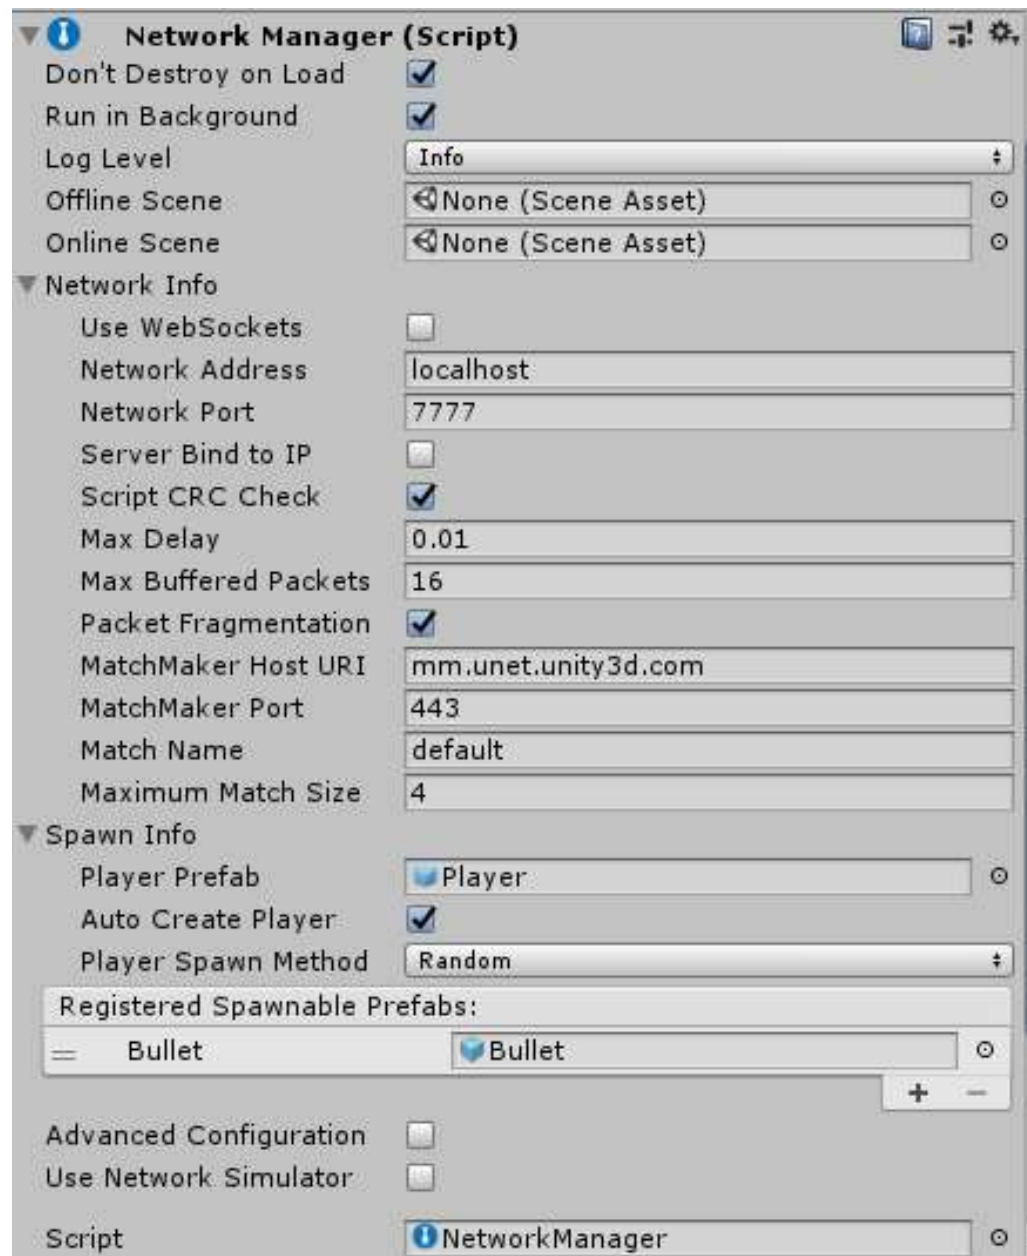 Network Manager (Script)
Don't Destroy on Load
Run in Background
Log Level Info
Offline Scene None (Scene Asset)
Online Scene None (Scene Asset)
Network Info
Use WebSockets
Network Address localhost
Network Port 7777
Server Bind to IP
Script CRC Check
Max Delay 0.01
Max Buffered Packets 16
Packet Fragmentation
MatchMaker Host URI mm.unet.unity3d.com
MatchMaker Port 443
Match Name default
Maximum Match Size 4
Spawn Info
Player Prefab Player
Auto Create Player
Player Spawn Method Random
Registered Spawnable Prefabs:
Bullet Bullet
Advanced Configuration
Use Network Simulator
Script NetworkManager